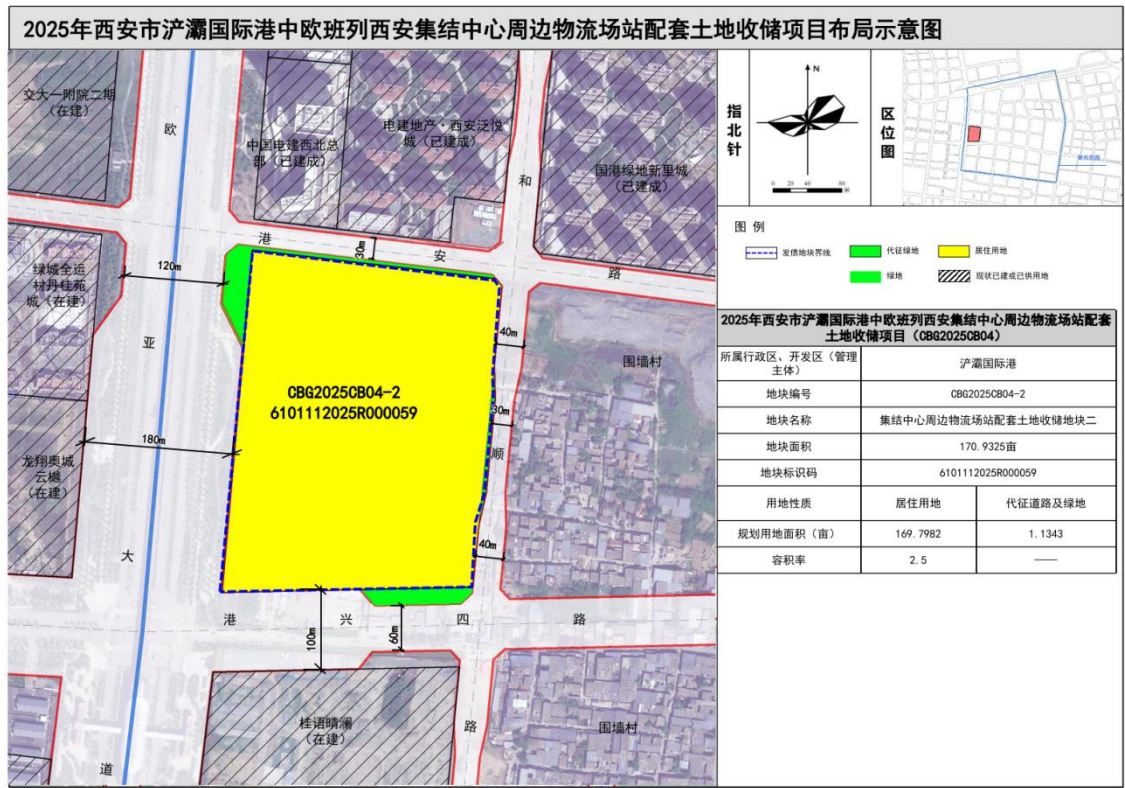 2025年西安市浐灞国际港中欧班列西安集结中心周边物流场站配套土地收储项目布局示意图
交大一附院二期
（在建）
欧
中国电建西北总
部（已建成）
电建地产·西安泛悦
城（已建成）
和
国港绿地新里城
（已建成）
港
30m
安
路
120m
绿城全运
村丹桂苑
城（在建）
亚
40m
围墙村
CBG2025CB04-2
6101112025R000059
30m
180m
顺
龙翔奥城
云樾
（在建）
大
40m
港
兴
四
路
100m
60m
桂语晴澜
（在建）
路
围墙村
道
指北针
N
0 20 40 80 米
区位图
图 例
发债地块界线
代征绿地
居住用地
绿地
现状已建或已供用地
2025年西安市浐灞国际港中欧班列西安集结中心周边物流场站配套
土地收储项目（CBG2025CB04）
所属行政区、开发区（管理
主体） 浐灞国际港
地块编号 CBG2025CB04-2
地块名称 集结中心周边物流场站配套土地收储地块二
地块面积 170.9325亩
地块标识码 6101112025R000059
用地性质 居住用地 代征道路及绿地
规划用地面积（亩） 169.7982 1.1343
容积率 2.5 ——